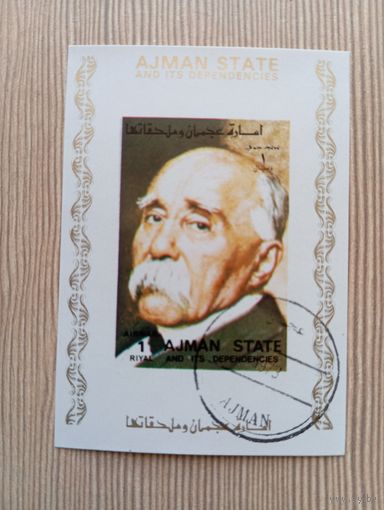 AJMAN STATE
AND ITS DEPENDENCIES
امارة عجمان وملحقاتها
١
AIRMAIL
1 AJMAN STATE
RIYAL AND ITS DEPENDENCIES
AJMAN
امارة عجمان وملحقاتها